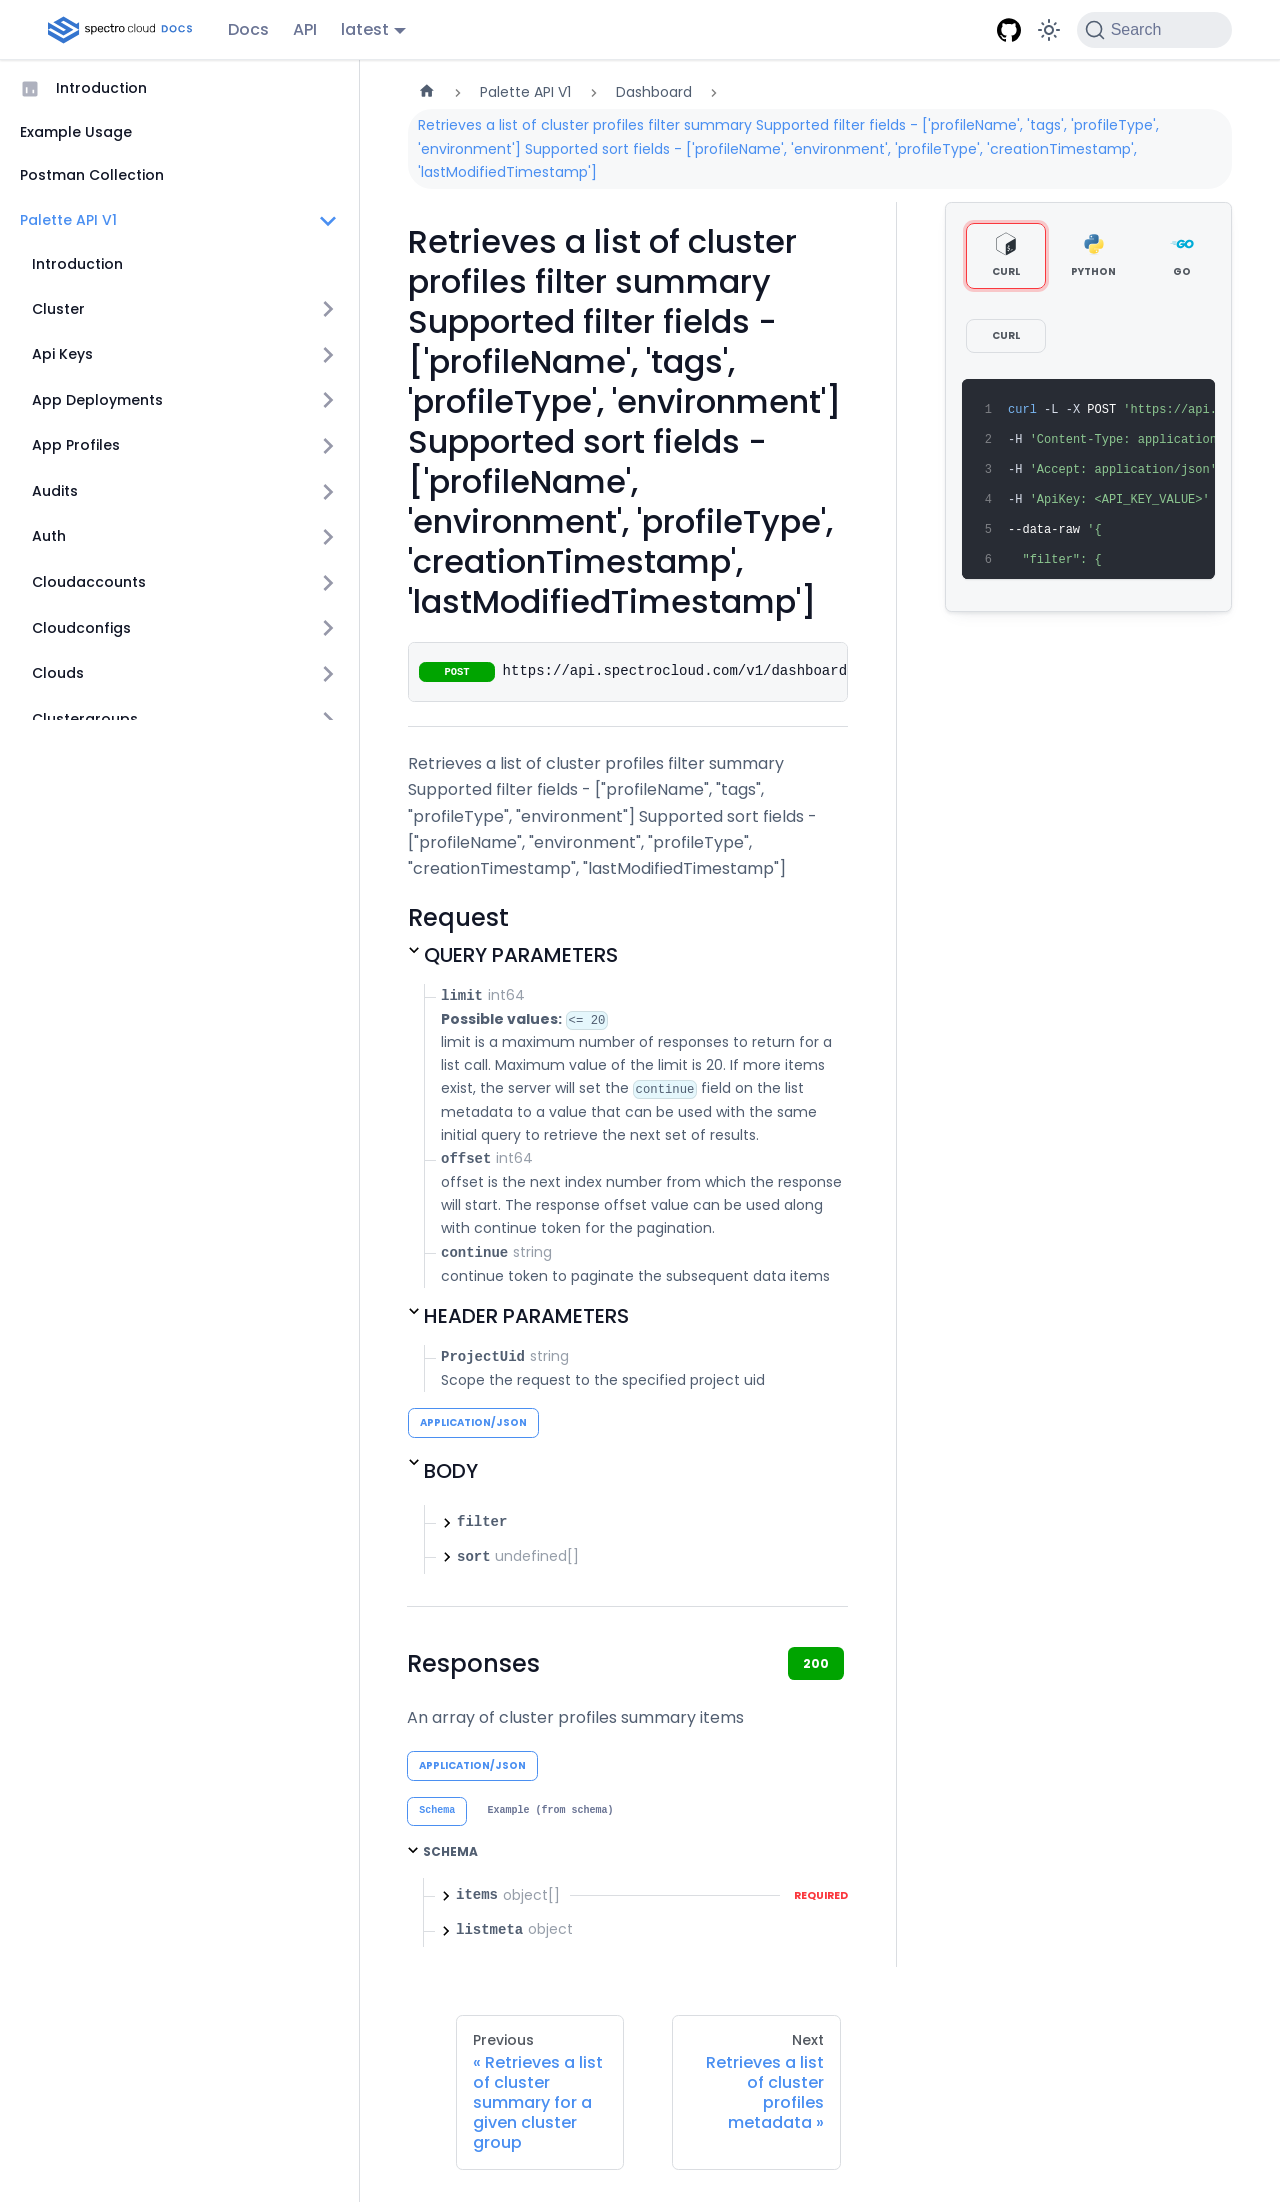 spectro cloud DOCS
Docs
API
latest
Search
Introduction
Example Usage
Postman Collection
Palette API V1
Introduction
Cluster
Api Keys
App Deployments
App Profiles
Audits
Auth
Cloudaccounts
Cloudconfigs
Clouds
Clustergroups
Palette API V1
Dashboard
Retrieves a list of cluster profiles filter summary Supported filter fields - ['profileName', 'tags', 'profileType',
'environment'] Supported sort fields - ['profileName', 'environment', 'profileType', 'creationTimestamp',
'lastModifiedTimestamp']
Retrieves a list of cluster
profiles filter summary
Supported filter fields -
['profileName', 'tags',
'profileType', 'environment']
Supported sort fields -
['profileName',
'environment', 'profileType',
'creationTimestamp',
'lastModifiedTimestamp']
POST https://api.spectrocloud.com/v1/dashboard
Retrieves a list of cluster profiles filter summary
Supported filter fields - ["profileName", "tags",
"profileType", "environment"] Supported sort fields -
["profileName", "environment", "profileType",
"creationTimestamp", "lastModifiedTimestamp"]
Request
QUERY PARAMETERS
limit int64
Possible values: <= 20
limit is a maximum number of responses to return for a
list call. Maximum value of the limit is 20. If more items
exist, the server will set the continue field on the list
metadata to a value that can be used with the same
initial query to retrieve the next set of results.
offset int64
offset is the next index number from which the response
will start. The response offset value can be used along
with continue token for the pagination.
continue string
continue token to paginate the subsequent data items
HEADER PARAMETERS
ProjectUid string
Scope the request to the specified project uid
APPLICATION/JSON
BODY
filter
sort undefined[]
Responses
200
An array of cluster profiles summary items
APPLICATION/JSON
Schema
Example (from schema)
SCHEMA
items object[]
REQUIRED
listmeta object
CURL
PYTHON
GO
CURL
1 curl -L -X POST 'https://api.
2 -H 'Content-Type: application
3 -H 'Accept: application/json'
4 -H 'ApiKey: <API_KEY_VALUE>'
5 --data-raw '{
6 "filter": {
Previous
« Retrieves a list
of cluster
summary for a
given cluster
group
Next
Retrieves a list
of cluster
profiles
metadata »